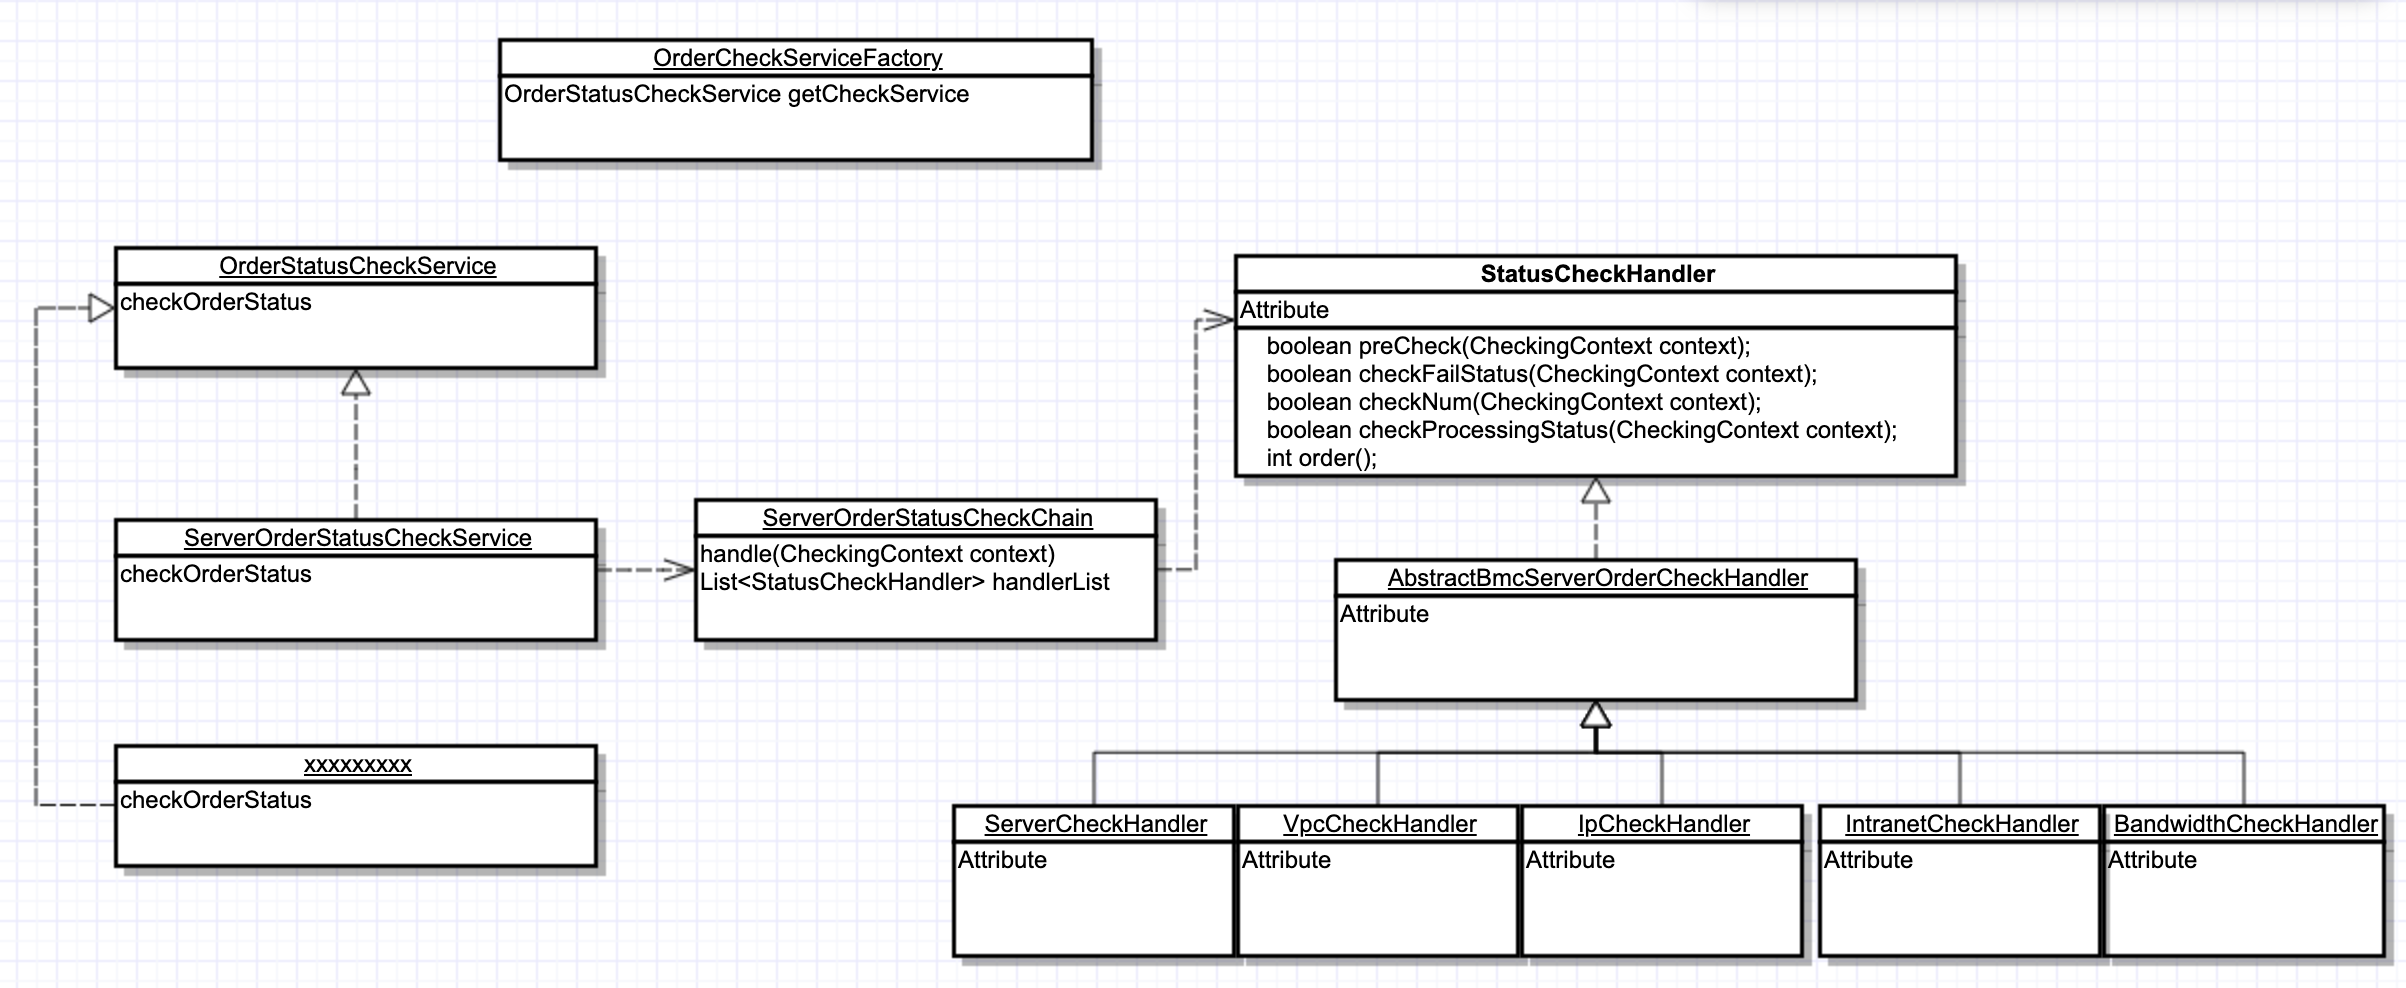 OrderCheckServiceFactory
OrderStatusCheckService getCheckService
OrderStatusCheckService
checkOrderStatus
StatusCheckHandler
Attribute
boolean preCheck(CheckingContext context);
boolean checkFailStatus(CheckingContext context);
boolean checkNum(CheckingContext context);
boolean checkProcessingStatus(CheckingContext context);
int order();
ServerOrderStatusCheckService
checkOrderStatus
ServerOrderStatusCheckChain
handle(CheckingContext context)
List<StatusCheckHandler> handlerList
AbstractBmcServerOrderCheckHandler
Attribute
xxxxxxxxx
checkOrderStatus
ServerCheckHandler
Attribute
VpcCheckHandler
Attribute
IpCheckHandler
Attribute
IntranetCheckHandler
Attribute
BandwidthCheckHandler
Attribute